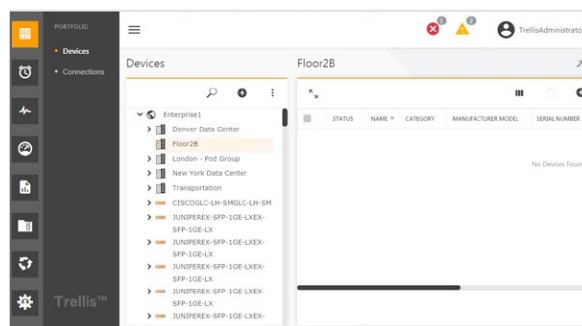 PORTFOLIO
Devices
Connections
Trellis™
1
2
TrellisAdministrato
Devices
Enterprise1
Denver Data Center
Floor2B
London - Pod Group
New York Data Center
Transportation
CISCOGLC-LH-SMGLC-LH-SM
JUNIPEREX-SFP-1GE-LXEX-
SFP-1GE-LX
JUNIPEREX-SFP-1GE-LXEX-
SFP-1GE-LX
JUNIPEREX-SFP-1GE-LXEX-
SFP-1GE-LX
JUNIPEREX-SFP-1GE-LXEX-
SFP-1GE-LX
JUNIPEREX-SFP-1GE-LXEX-
Floor2B
STATUS NAME CATEGORY MANUFACTURER MODEL SERIAL NUMBER
No Devices Foun